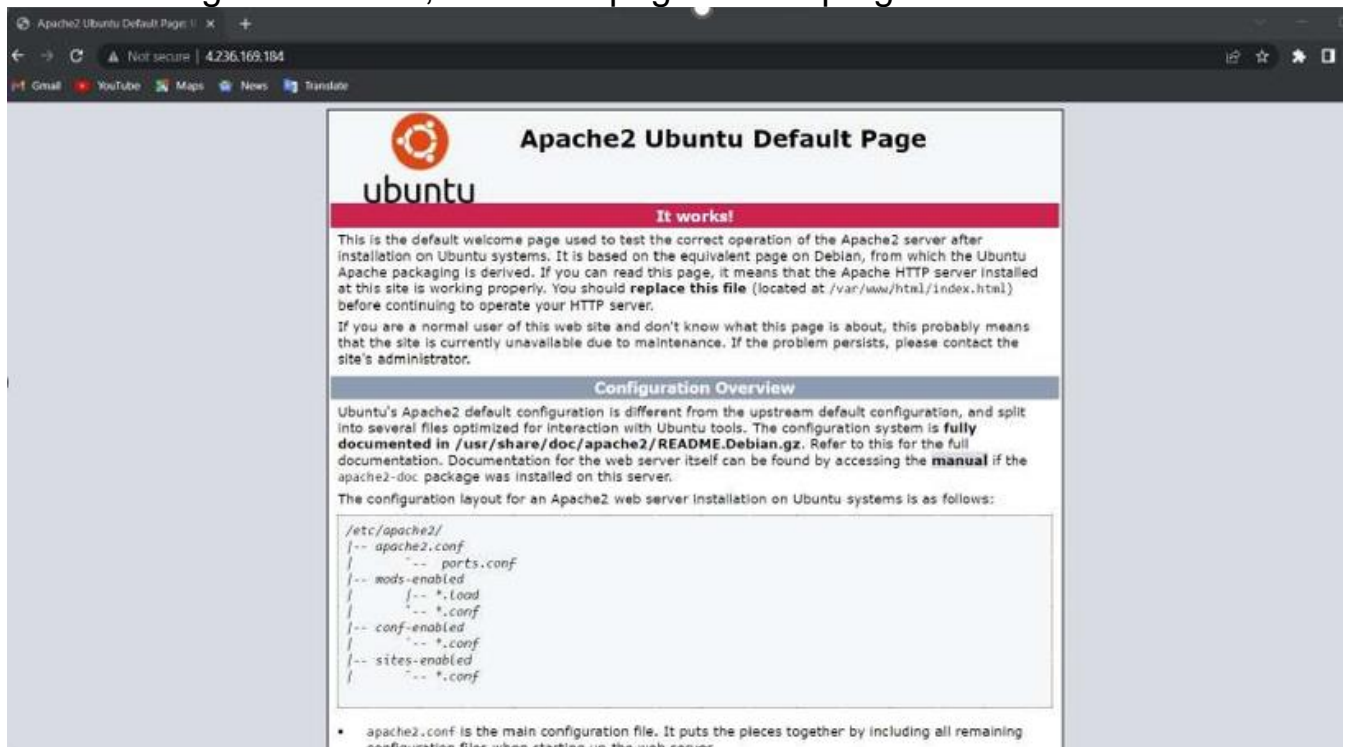 Apache2 Ubuntu Default Page:
Not secure | 4.236.169.184
Gmail YouTube Maps News Translate
Apache2 Ubuntu Default Page
ubuntu
It works!
This is the default welcome page used to test the correct operation of the Apache2 server after
installation on Ubuntu systems. It is based on the equivalent page on Debian, from which the Ubuntu
Apache packaging is derived. If you can read this page, it means that the Apache HTTP server installed
at this site is working properly. You should replace this file (located at /var/www/html/index.html)
before continuing to operate your HTTP server.
If you are a normal user of this web site and don't know what this page is about, this probably means
that the site is currently unavailable due to maintenance. If the problem persists, please contact the
site's administrator.
Configuration Overview
Ubuntu's Apache2 default configuration is different from the upstream default configuration, and split
into several files optimized for interaction with Ubuntu tools. The configuration system is fully
documented in /usr/share/doc/apache2/README.Debian.gz. Refer to this for the full
documentation. Documentation for the web server itself can be found by accessing the manual if the
apache2-doc package was installed on this server.
The configuration layout for an Apache2 web server installation on Ubuntu systems is as follows:
/etc/apache2/
|-- apache2.conf
|       `-- ports.conf
|-- mods-enabled
|       |-- *.load
|       `-- *.conf
|-- conf-enabled
|       `-- *.conf
|-- sites-enabled
|       `-- *.conf
• apache2.conf is the main configuration file. It puts the pieces together by including all remaining
configuration files when starting up the web server.